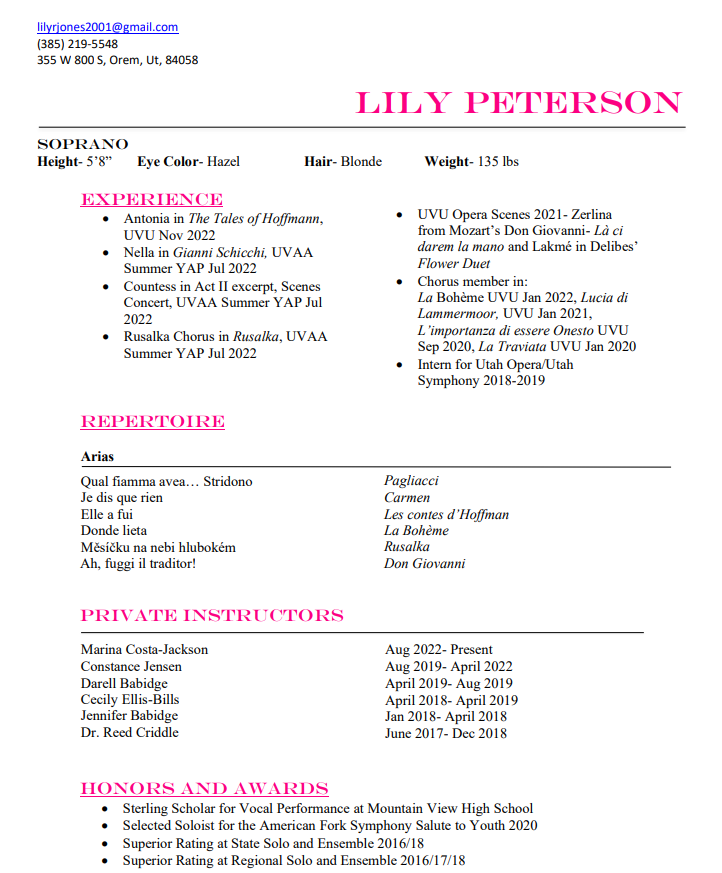 lilyrjones2001@gmail.com
(385) 219-5548
355 W 800 S, Orem, Ut, 84058
LILY PETERSON
SOPRANO
Height- 5’8” Eye Color- Hazel Hair- Blonde Weight- 135 lbs
EXPERIENCE
• Antonia in The Tales of Hoffmann,
UVU Nov 2022
• Nella in Gianni Schicchi, UVAA
Summer YAP Jul 2022
• Countess in Act II excerpt, Scenes
Concert, UVAA Summer YAP Jul
2022
• Rusalka Chorus in Rusalka, UVAA
Summer YAP Jul 2022
• UVU Opera Scenes 2021- Zerlina
from Mozart’s Don Giovanni- Là ci
darem la mano and Lakmé in Delibes’
Flower Duet
• Chorus member in:
La Bohème UVU Jan 2022, Lucia di
Lammermoor, UVU Jan 2021,
L’importanza di essere Onesto UVU
Sep 2020, La Traviata UVU Jan 2020
• Intern for Utah Opera/Utah
Symphony 2018-2019
REPERTOIRE
Arias
Qual fiamma avea… Stridono Pagliacci
Je dis que rien Carmen
Elle a fui Les contes d’Hoffman
Donde lieta La Bohème
Měsíčku na nebi hlubokém Rusalka
Ah, fuggi il traditor! Don Giovanni
PRIVATE INSTRUCTORS
Marina Costa-Jackson Aug 2022- Present
Constance Jensen Aug 2019- April 2022
Darell Babidge April 2019- Aug 2019
Cecily Ellis-Bills April 2018- April 2019
Jennifer Babidge Jan 2018- April 2018
Dr. Reed Criddle June 2017- Dec 2018
HONORS AND AWARDS
• Sterling Scholar for Vocal Performance at Mountain View High School
• Selected Soloist for the American Fork Symphony Salute to Youth 2020
• Superior Rating at State Solo and Ensemble 2016/18
• Superior Rating at Regional Solo and Ensemble 2016/17/18